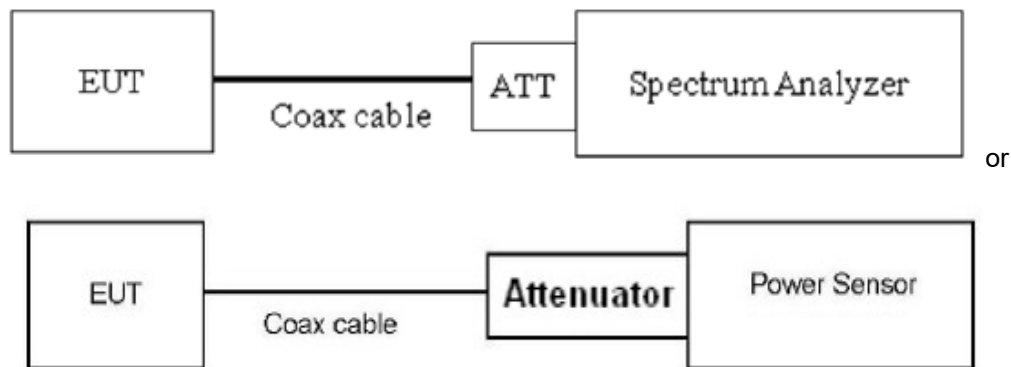 EUT
Coax cable
ATT
Spectrum Analyzer
or
EUT
Coax cable
Attenuator
Power Sensor